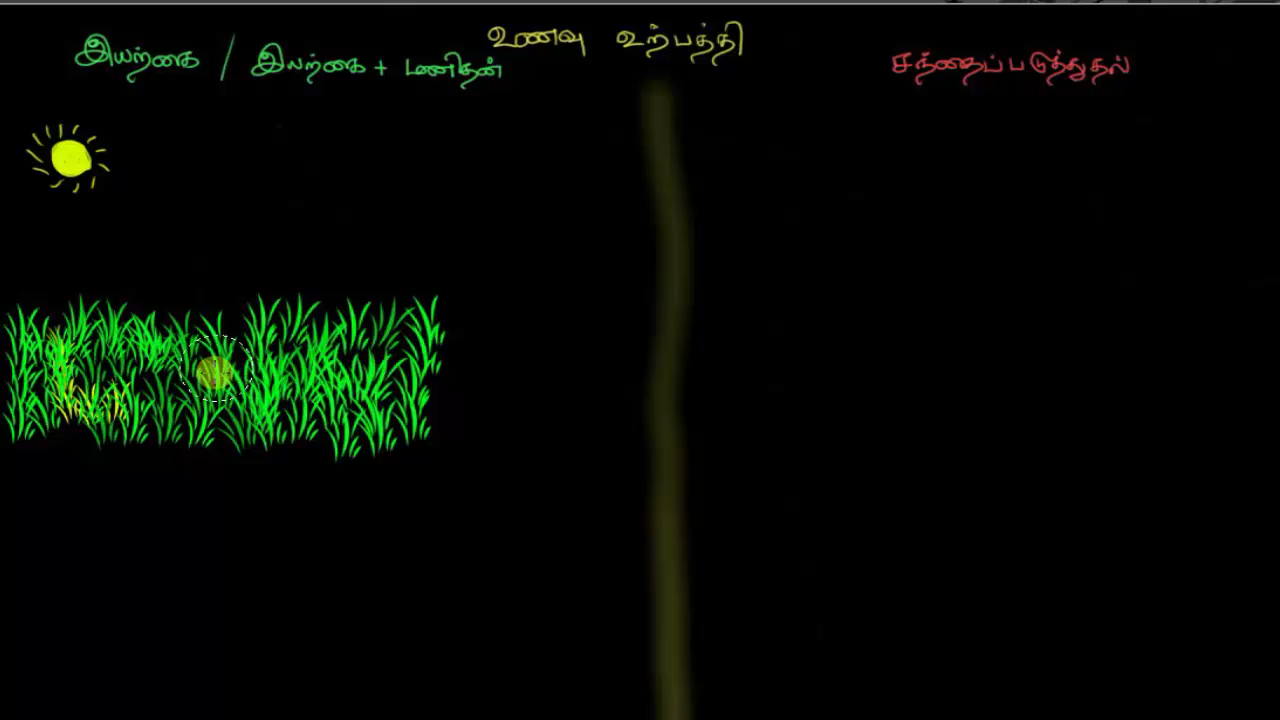 உணவு உற்பத்தி
இயற்கை / இயற்கை + மனிதன்
சந்தைப்படுத்துதல்